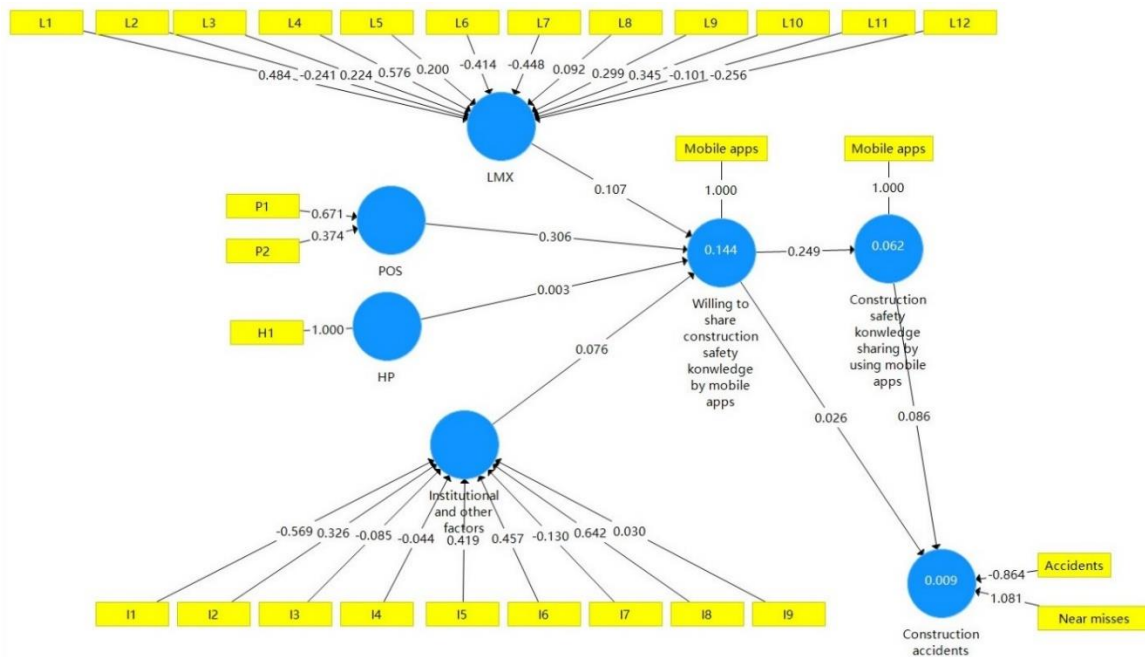 L1 L2 L3 L4 L5 L6 L7 L8 L9 L10 L11 L12
0.484 -0.241 0.224 0.576 0.200 -0.414 -0.448 0.092 0.299 0.345 -0.101 -0.256
LMX
Mobile apps
Mobile apps
1.000
1.000
0.107
P1
0.671
P2
0.374
POS
0.306
0.144
0.249
0.062
0.003
H1
1.000
HP
Willing to
share
construction
safety
konwledge
by mobile
apps
Construction
safety
konwledge
sharing by
using mobile
apps
0.076
0.026
0.086
Institutional
and other
factors
-0.569 0.326 -0.085 -0.044 0.419 0.457 -0.130 0.642 0.030
I1 I2 I3 I4 I5 I6 I7 I8 I9
0.009
-0.864
Accidents
1.081
Near misses
Construction
accidents